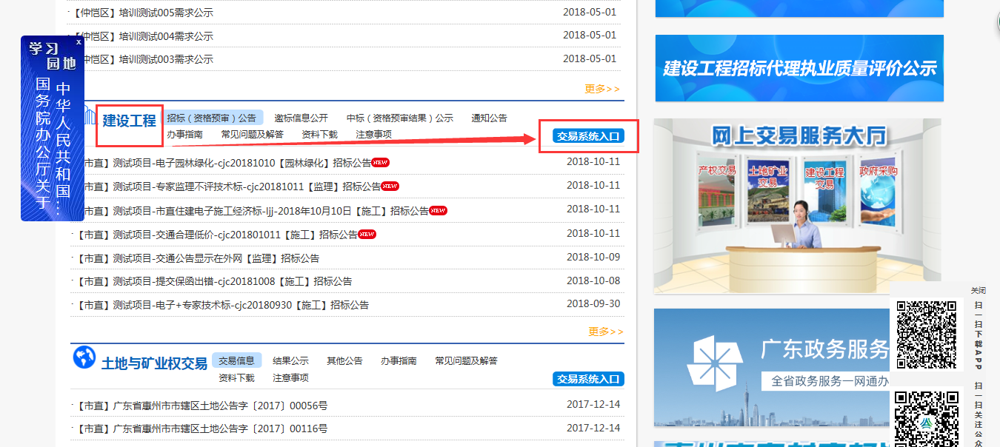 ·【仲恺区】培训测试005需求公示 2018-05-01
仲恺区】培训测试004需求公示 2018-05-01
仲恺区】培训测试003需求公示 2018-05-01
更多>>
x
学习
园地
中华人民共和国…
国务院办公厅关于
建设工程
招标（资格预审）公告 邀标信息公开 中标（资格预审结果）公示 通知公告
办事指南 常见问题及解答 资料下载 注意事项
交易系统入口
市直】测试项目-电子园林绿化-cjc20181010【园林绿化】招标公告NEW 2018-10-11
市直】测试项目-专家监理不评技术标-cjc20181011【监理】招标公告NEW 2018-10-11
市直】测试项目-市直住建电子施工经济标-ljj-2018年10月10日【施工】招标公告NEW 2018-10-11
·【市直】测试项目-交通合理低价-cjc201801011【施工】招标公告NEW 2018-10-11
·【市直】测试项目-交通公告显示在外网【监理】招标公告 2018-10-09
·【市直】测试项目-提交保函出错-cjc20181008【施工】招标公告 2018-10-08
·【市直】测试项目-电子+专家技术标-cjc20180930【施工】招标公告 2018-09-30
更多>>
土地与矿业权交易
交易信息 结果公示 其他公告 办事指南 常见问题及解答
资料下载 注意事项
交易系统入口
·【市直】广东省惠州市市辖区土地公告字〔2017〕00056号 2017-12-14
·【市直】广东省惠州市市辖区土地公告字〔2017〕00116号 2017-12-14
建设工程招标代理执业质量评价公示
网上交易服务大厅
产权交易
土地矿业
交易
建设工程
交易
政府采购
广东政务服务
全省政务服务一网通办
关闭
扫一扫下载APP
扫一扫关注公众